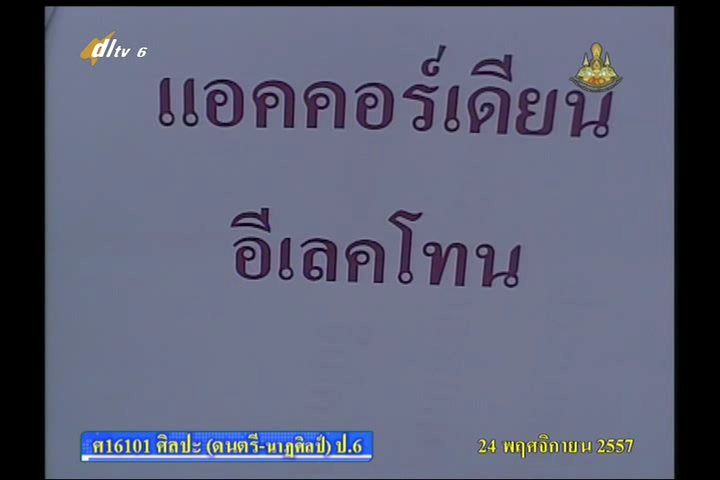 dltv 6
แอคคอร์เดียน
อีเลคโทน
ศ16101 ศิลปะ (ดนตรี-นาฏศิลป์) ป.6
24 พฤศจิกายน 2557